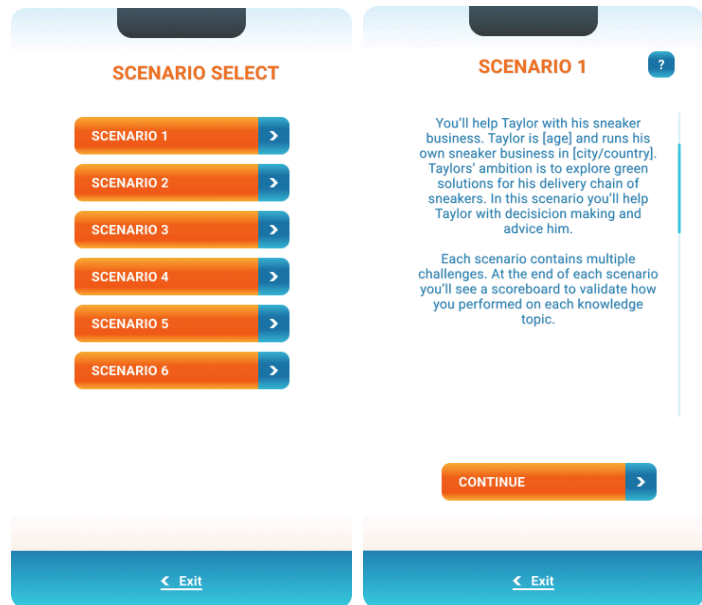 SCENARIO SELECT
SCENARIO 1
SCENARIO 2
SCENARIO 3
SCENARIO 4
SCENARIO 5
SCENARIO 6
Exit
SCENARIO 1
?
You'll help Taylor with his sneaker
business. Taylor is [age] and runs his
own sneaker business in [city/country].
Taylors' ambition is to explore green
solutions for his delivery chain of
sneakers. In this scenario you'll help
Taylor with decisicion making and
advice him.
Each scenario contains multiple
challenges. At the end of each scenario
you'll see a scoreboard to validate how
you performed on each knowledge
topic.
CONTINUE
Exit